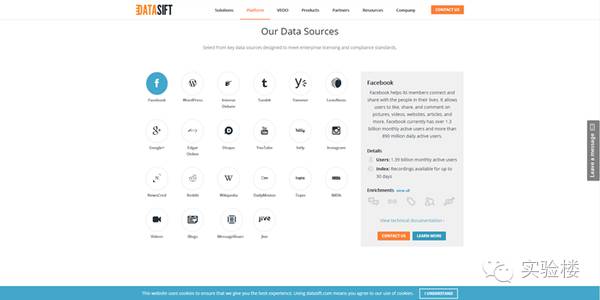 DATASIFT
Solutions Platform VEDO Products Partners Resources Company CONTACT US
Our Data Sources
Select from key data sources designed to meet enterprise licensing and compliance standards.
Facebook WordPress Intense Debate Tumblr Yammer LexisNexis
Google+ Edgar Online Disqus YouTube bitly Instagram
NewsCred Reddit Wikipedia DailyMotion Topix IMDb
Videos Blogs MessageBoard Jive
Facebook
Facebook helps its members connect and
share with the people in their lives. It allows
users to like, share, and comment on
pictures, videos, websites, articles, and
more. Facebook currently has over 1.3
billion monthly active users and more than
890 million daily active users.
Details
Users: 1.39 billion monthly active users
Index: Recordings available for up to
30 days
Enrichments view all
View technical documentation ›
CONTACT US LEARN MORE
Leave a message
This website uses cookies to ensure that we give you the best experience. Using datasift.com means you agree to our use of cookies. I UNDERSTAND
实验楼